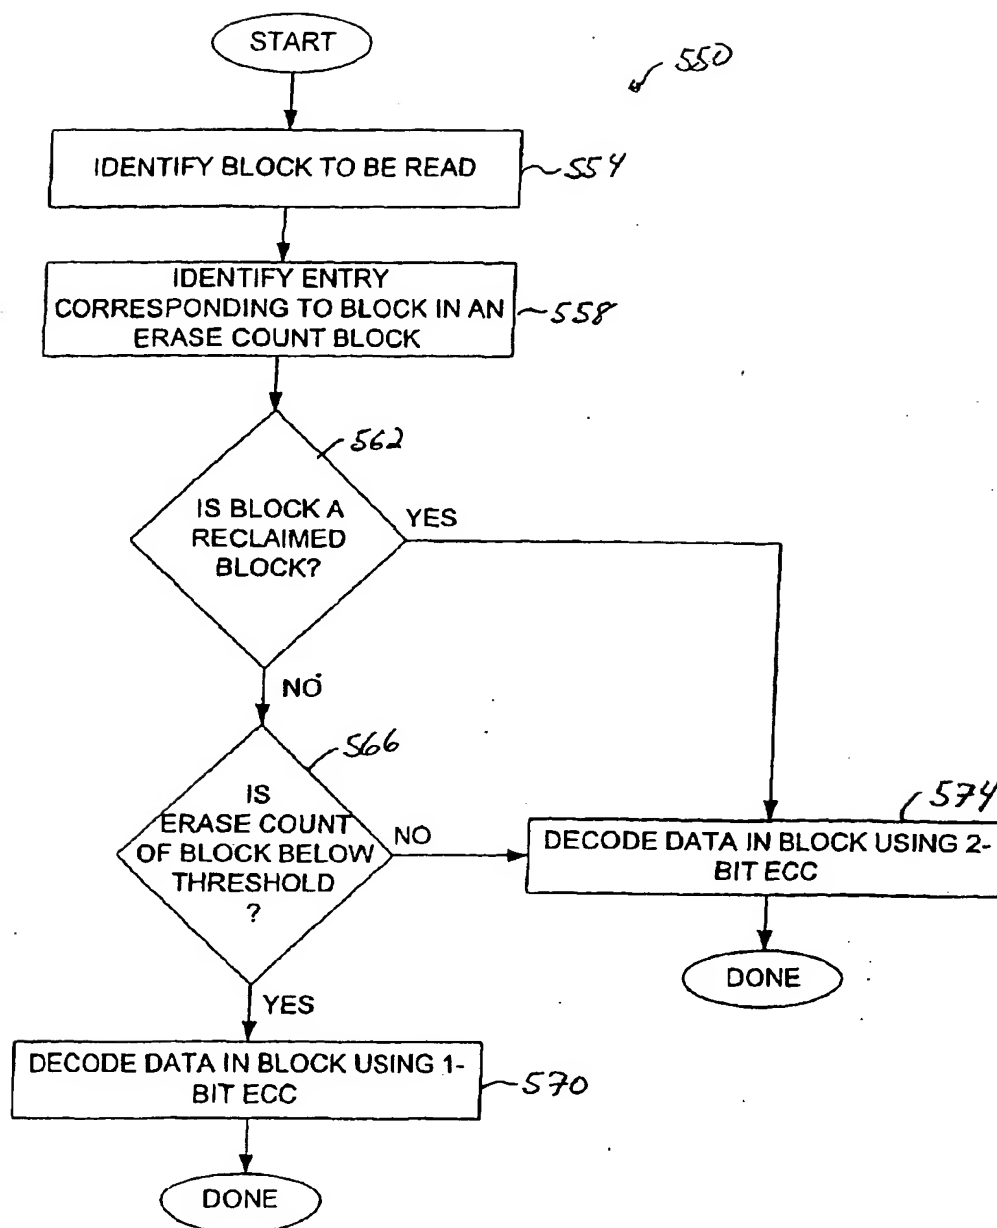 START
550
IDENTIFY BLOCK TO BE READ
554
IDENTIFY ENTRY
CORRESPONDING TO BLOCK IN AN
ERASE COUNT BLOCK
558
562
IS BLOCK A
RECLAIMED
BLOCK?
YES
NO
566
IS
ERASE COUNT
OF BLOCK BELOW
THRESHOLD
?
NO
574
DECODE DATA IN BLOCK USING 2-
BIT ECC
DONE
YES
DECODE DATA IN BLOCK USING 1-
BIT ECC
570
DONE